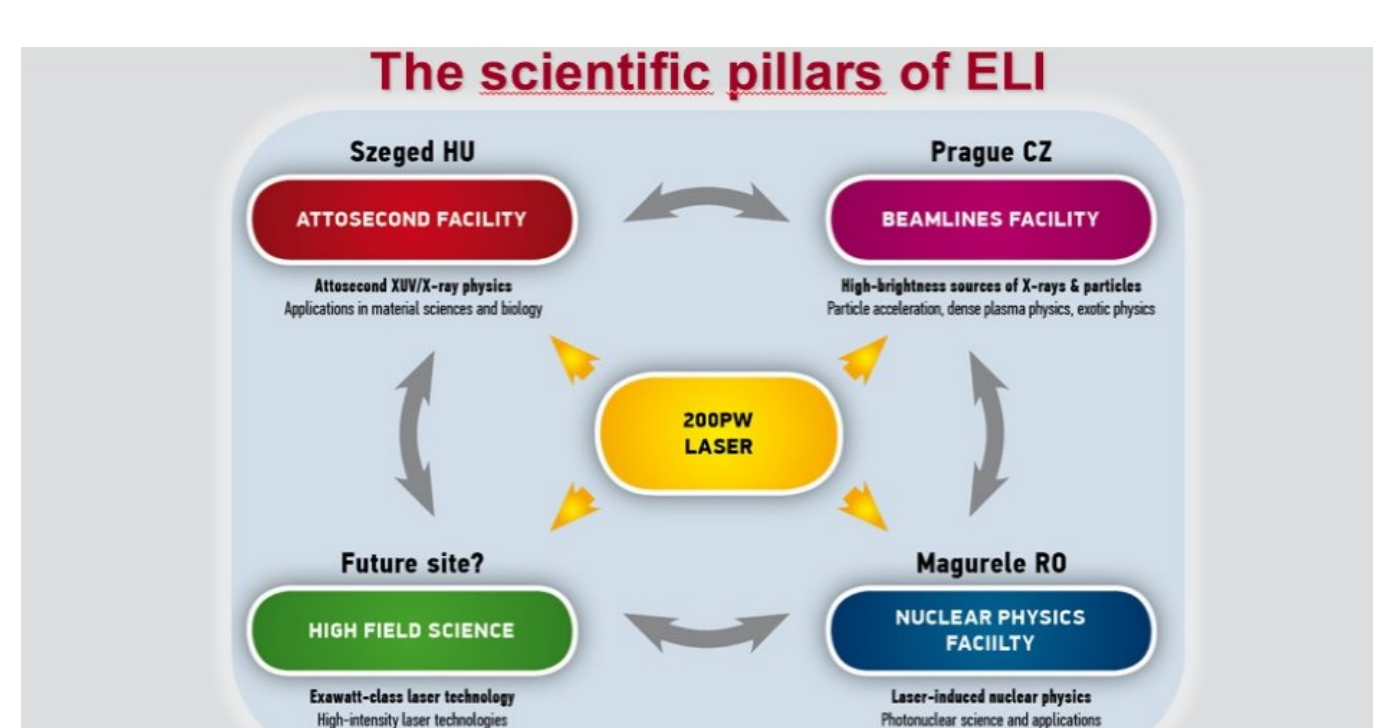 The scientific pillars of ELI
Szeged HU
ATTOSECOND FACILITY
Attosecond XUV/X-ray physics
Applications in material sciences and biology
Prague CZ
BEAMLINES FACILITY
High-brightness sources of X-rays & particles
Particle acceleration, dense plasma physics, exotic physics
200PW
LASER
Future site?
HIGH FIELD SCIENCE
Exawatt-class laser technology
High-intensity laser technologies
Magurele RO
NUCLEAR PHYSICS
FACIILTY
Laser-induced nuclear physics
Photonuclear science and applications